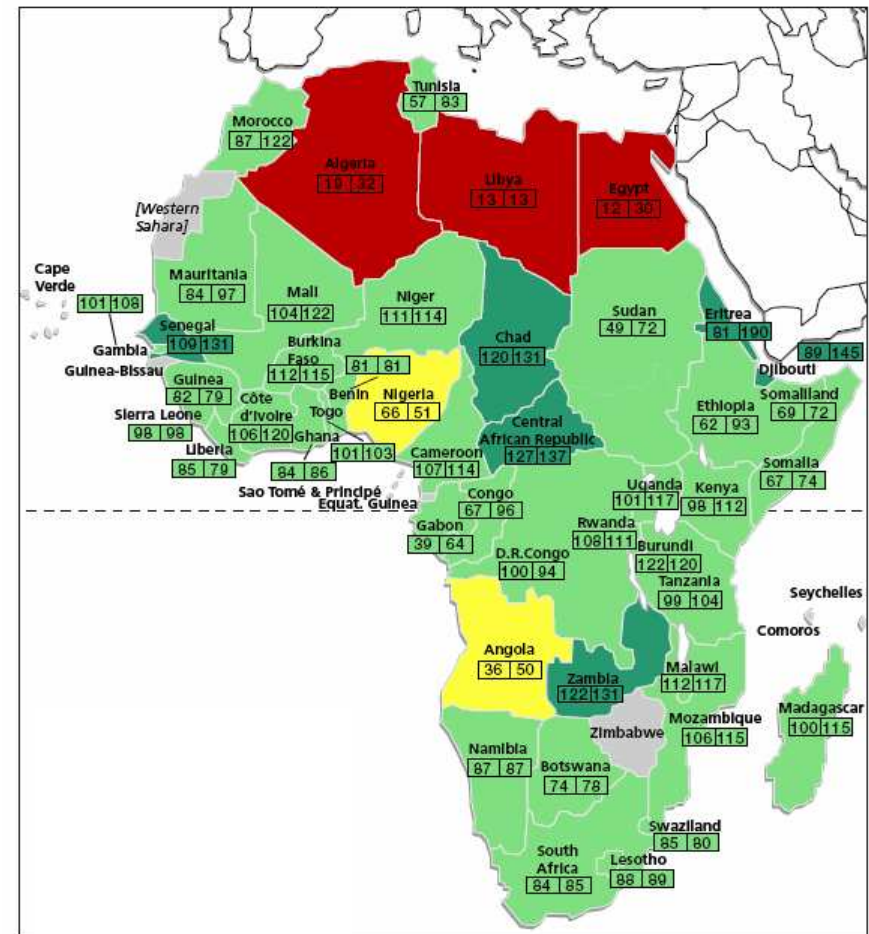 Tunisia
57 83
Morocco
87 122
Algeria
19 32
Libya
13 13
Egypt
12 30
[Western
Sahara]
Cape
Verde
101 108
Mauritania
84 97
Mali
104 122
Niger
111 114
Chad
120 131
Sudan
49 72
Eritrea
81 190
89 145
Djibouti
Senegal
109 131
Gambia
Guinea-Bissau
Burkina
Faso
112 115
81 81
Benin
Nigeria
66 51
Guinea
82 79
Sierra Leone
98 98
Côte
d'Ivoire
106 120
Togo
101 103
Ghana
84 86
Liberia
85 79
Central
African Republic
127 137
Cameroon
107 114
Ethiopia
62 93
Somaliland
69 72
Somalia
67 74
Sao Tomé & Principé
Equat. Guinea
Congo
67 96
Gabon
39 64
Uganda
101 117
Kenya
98 112
Rwanda
108 111
Burundi
122 120
D.R.Congo
100 94
Tanzania
99 104
Seychelles
Comoros
Angola
36 50
Zambia
122 131
Malawi
112 117
Zimbabwe
Mozambique
106 115
Madagascar
100 115
Namibia
87 87
Botswana
74 78
Swaziland
85 80
South
Africa
84 85
Lesotho
88 89